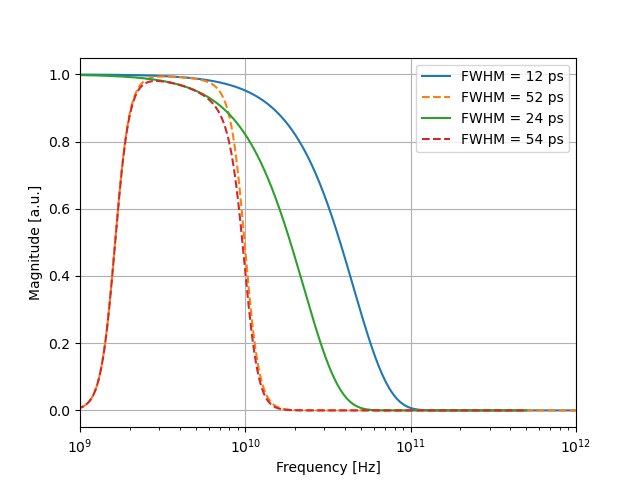 1.0
0.8
0.6
0.4
0.2
0.0
Magnitude [a.u.]
FWHM = 12 ps
FWHM = 52 ps
FWHM = 24 ps
FWHM = 54 ps
10⁹ 10¹⁰ 10¹¹ 10¹²
Frequency [Hz]